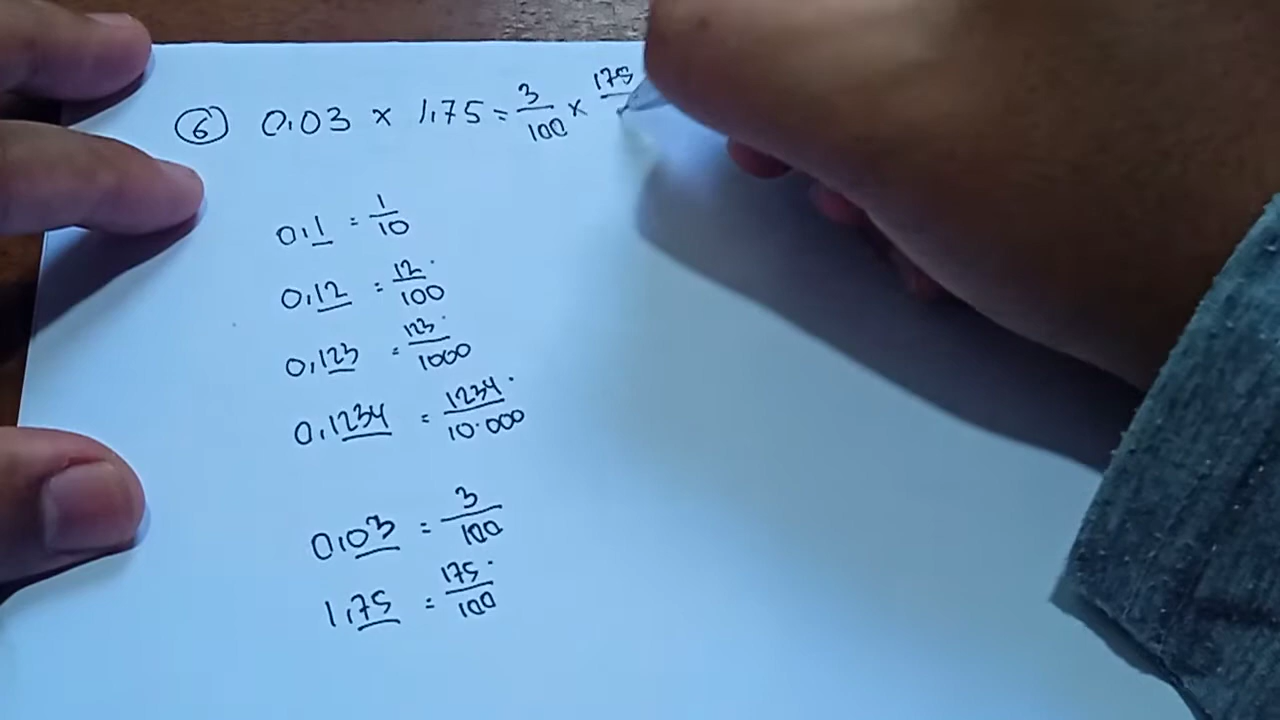 6 0,03 × 1,75 = 3/100 × 175/
0,1 = 1/10
0,12 = 12/100
0,123 = 123/1000
0,1234 = 1234/10.000
0,03 = 3/100
1,75 = 175/100